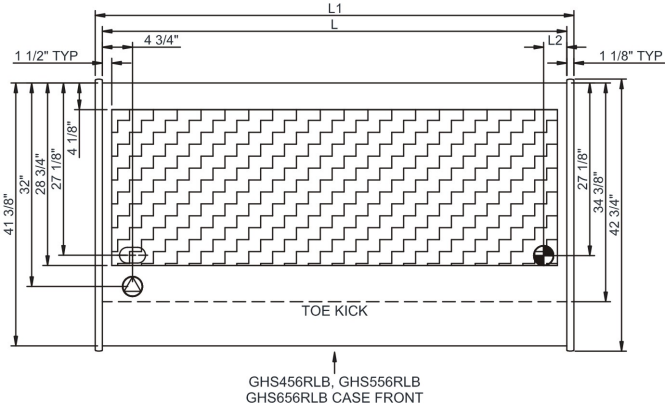 L1
L
4 3/4"
L2
1 1/2" TYP
1 1/8" TYP
41 3/8"
32"
28 3/4"
27 1/8"
4 1/8"
27 1/8"
34 3/8"
42 3/4"
TOE KICK
GHS456RLB, GHS556RLB
GHS656RLB CASE FRONT